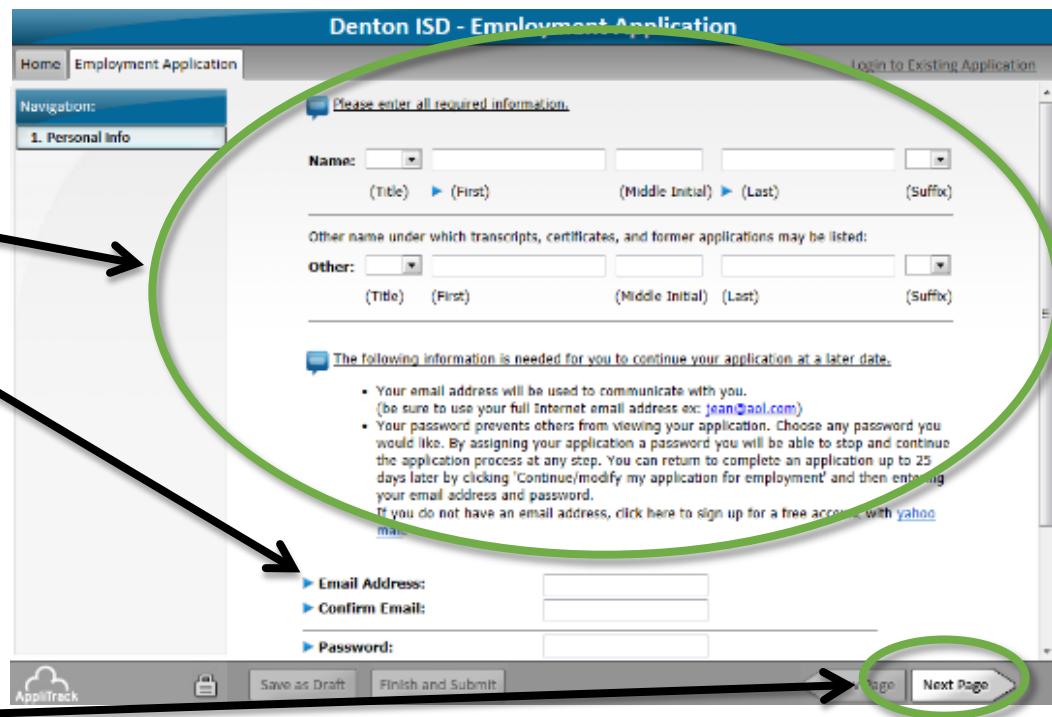 Denton ISD - Employment Application
Home Employment Application Login to Existing Application
Navigation:
1. Personal Info
Please enter all required information.
Name:
(Title) (First) (Middle Initial) (Last) (Suffix)
Other name under which transcripts, certificates, and former applications may be listed:
Other:
(Title) (First) (Middle Initial) (Last) (Suffix)
The following information is needed for you to continue your application at a later date.
• Your email address will be used to communicate with you.
(be sure to use your full Internet email address ex: jean@aol.com)
• Your password prevents others from viewing your application. Choose any password you
would like. By assigning your application a password you will be able to stop and continue
the application process at any step. You can return to complete an application up to 25
days later by clicking 'Continue/modify my application for employment' and then entering
your email address and password.
If you do not have an email address, click here to sign up for a free account with yahoo
mail
Email Address:
Confirm Email:
Password:
AppliTrack Save as Draft Finish and Submit Page Next Page